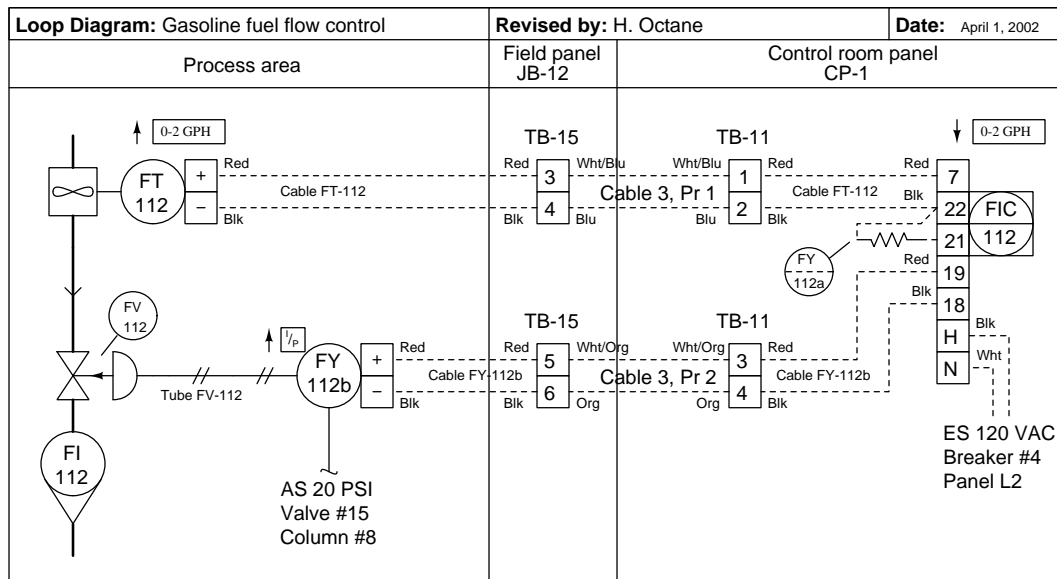 Loop Diagram: Gasoline fuel flow control
Revised by: H. Octane
Date: April 1, 2002
Process area
Field panel
JB-12
Control room panel
CP-1
0-2 GPH
TB-15
TB-11
0-2 GPH
FT
112
+
−
Red
Blk
Cable FT-112
Red
Blk
3
4
Wht/Blu
Blu
Cable 3, Pr 1
Wht/Blu
Blu
1
2
Red
Blk
Cable FT-112
Red
Blk
7
22
21
19
18
H
N
FIC
112
FY
112a
Red
Blk
Blk
Wht
FV
112
I/P
TB-15
TB-11
FY
112b
+
−
Red
Blk
Cable FY-112b
Red
Blk
5
6
Wht/Org
Org
Cable 3, Pr 2
Wht/Org
Org
3
4
Red
Blk
Cable FY-112b
Tube FV-112
FI
112
AS 20 PSI
Valve #15
Column #8
ES 120 VAC
Breaker #4
Panel L2